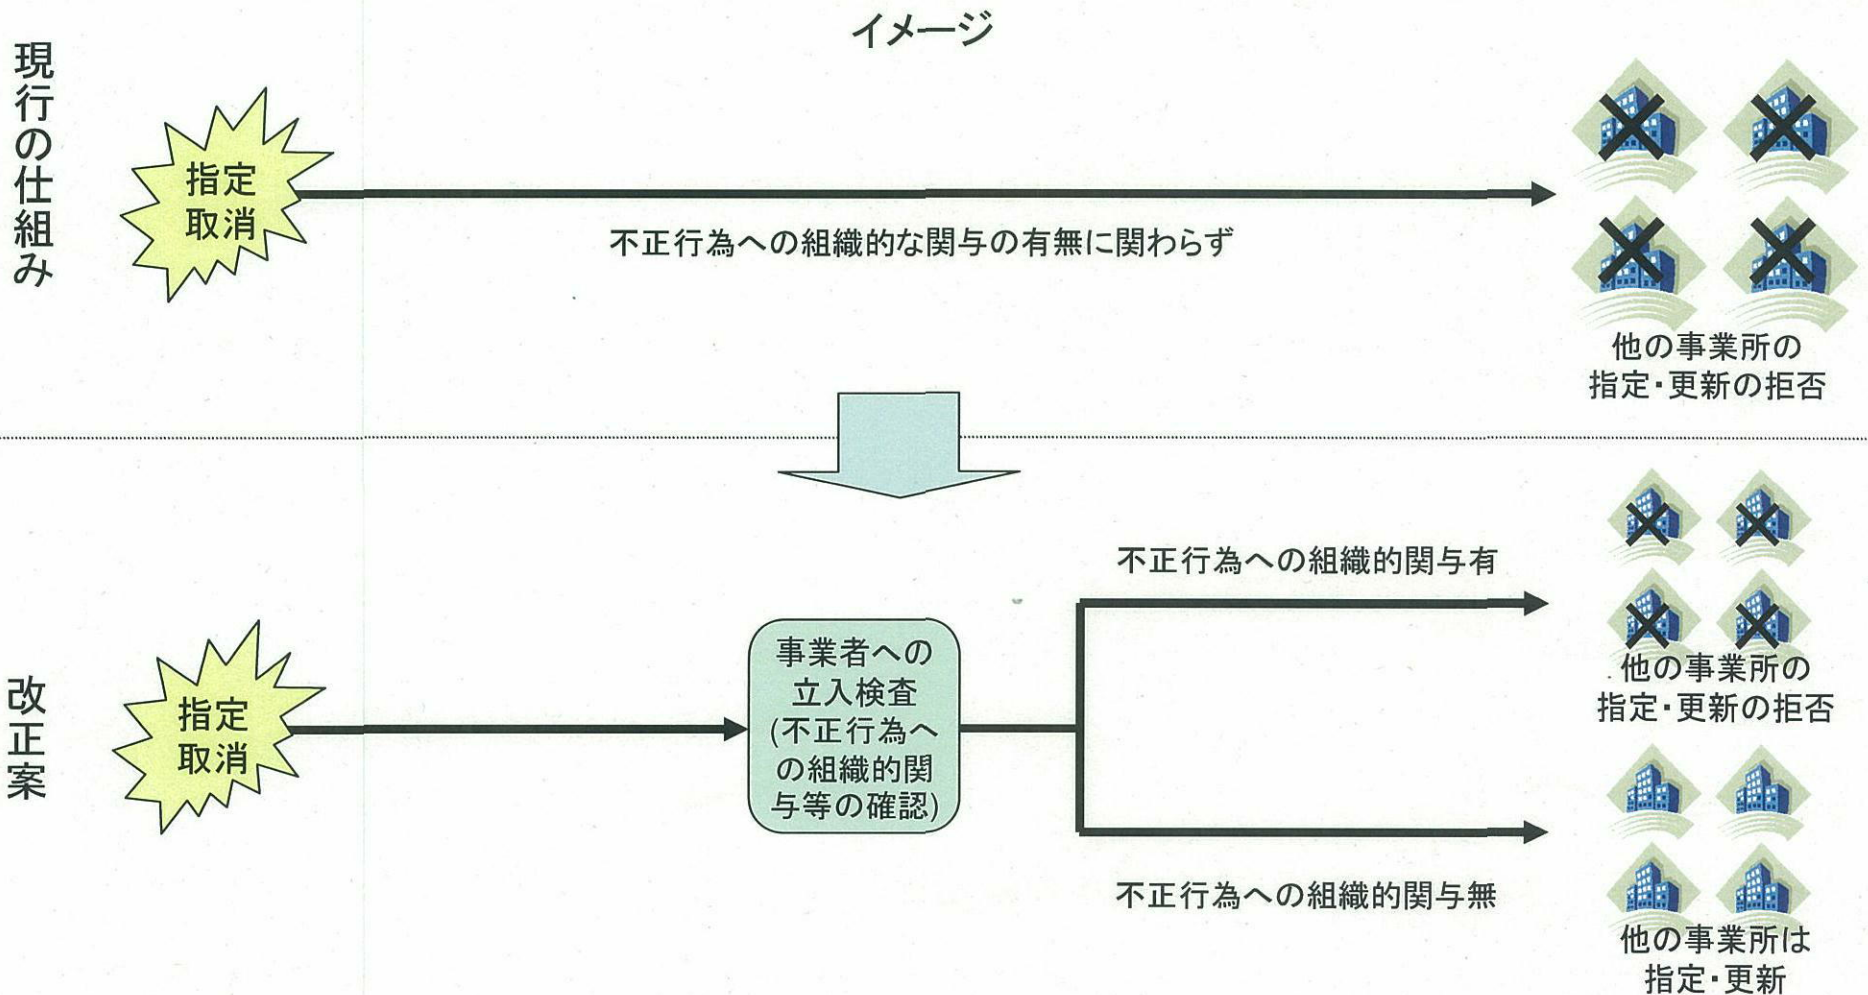 イメージ
現行の仕組み
指定
取消
不正行為への組織的な関与の有無に関わらず
他の事業所の
指定・更新の拒否
改正案
指定
取消
事業者への
立入検査
(不正行為へ
の組織的関
与等の確認)
不正行為への組織的関与有
他の事業所の
指定・更新の拒否
不正行為への組織的関与無
他の事業所は
指定・更新